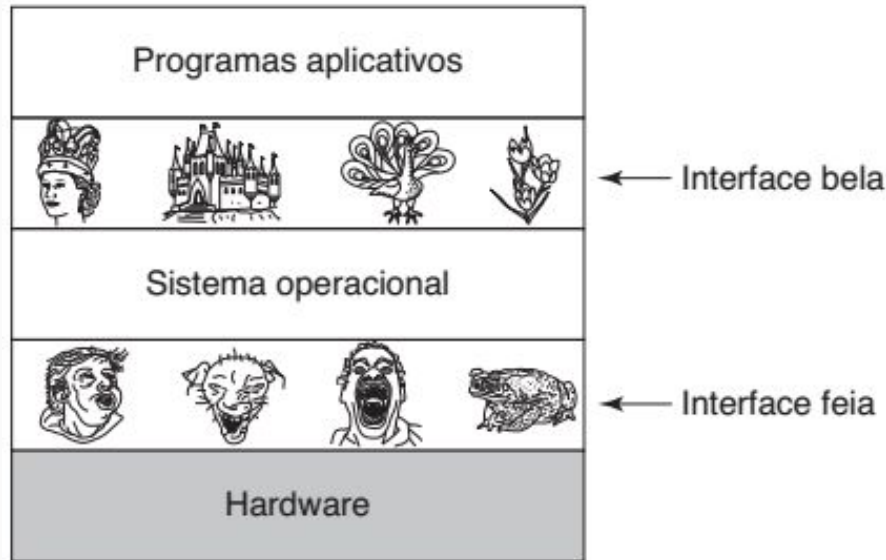 Programas aplicativos
Interface bela
Sistema operacional
Interface feia
Hardware